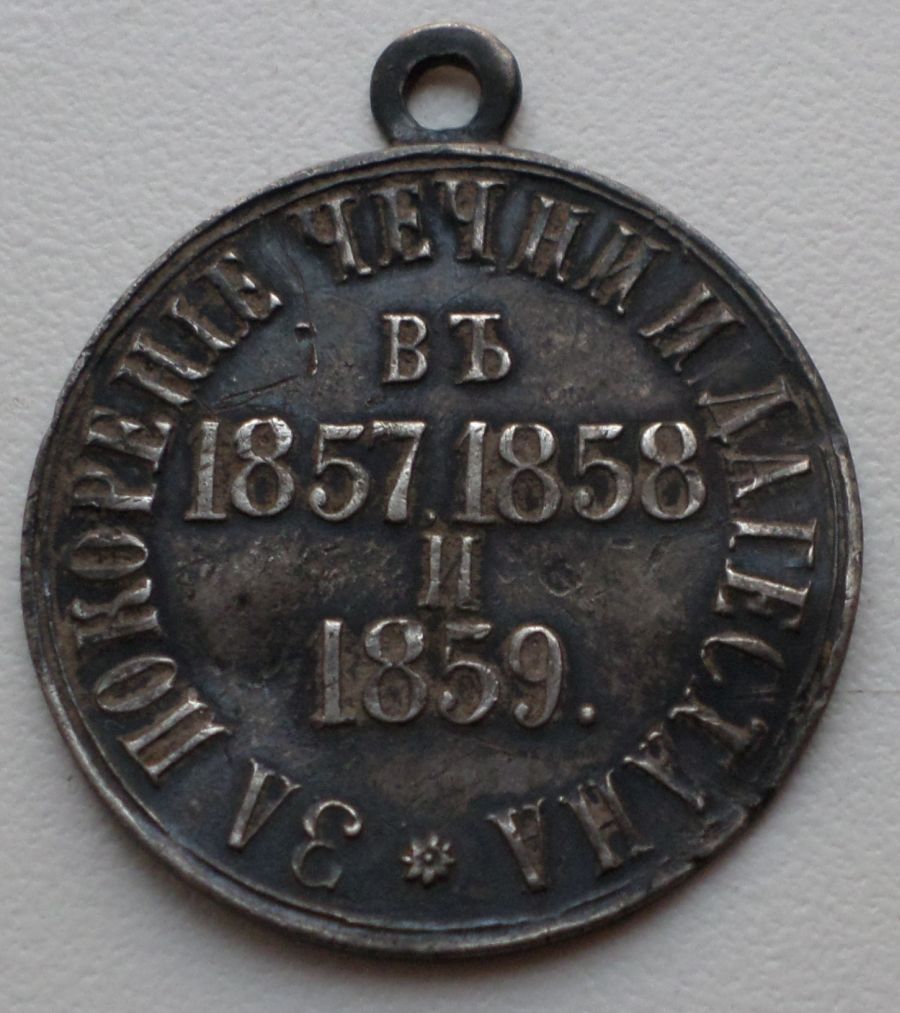 ЗА ПОКОРЕНІЕ ЧЕЧНИ И ДАГЕСТАНА
ВЪ
1857. 1858
И
1859.